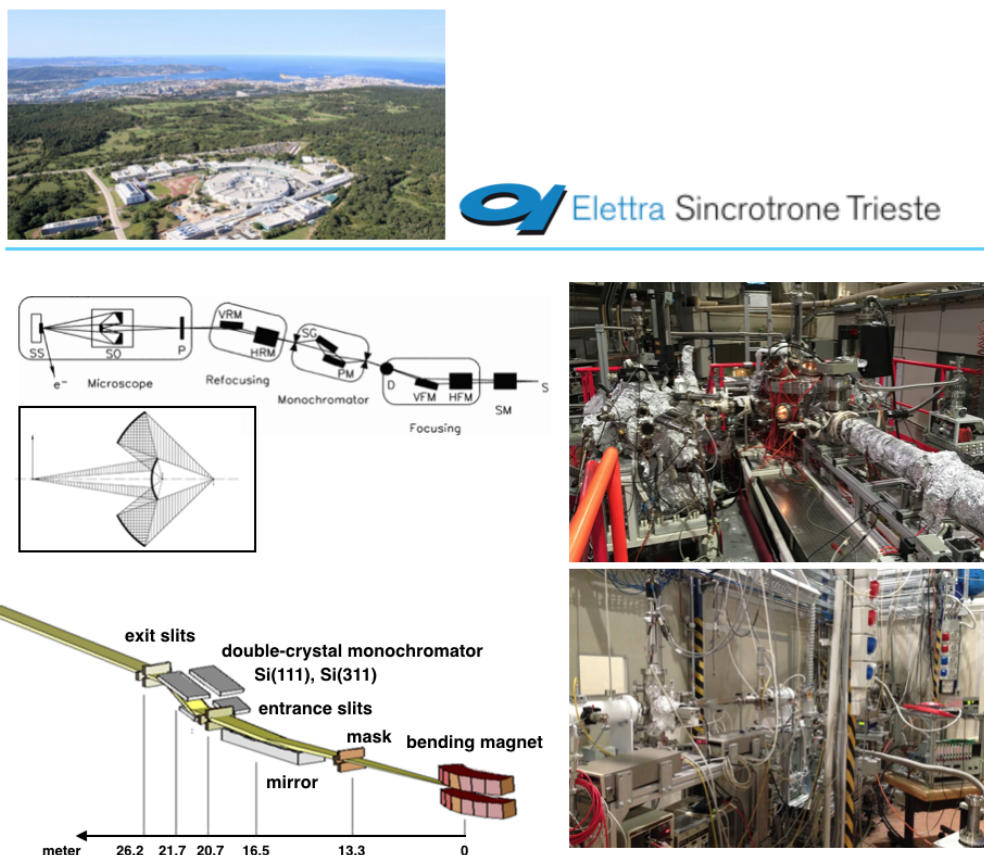 Elettra Sincrotrone Trieste
VRM
SG
SS
SO
P
HRM
PM
D
S
e⁻
Microscope
Refocusing
Monochromator
VFM
HFM
SM
Focusing
exit slits
double-crystal monochromator
Si(111), Si(311)
entrance slits
mask
bending magnet
mirror
meter 26.2 21.7 20.7 16.5 13.3 0